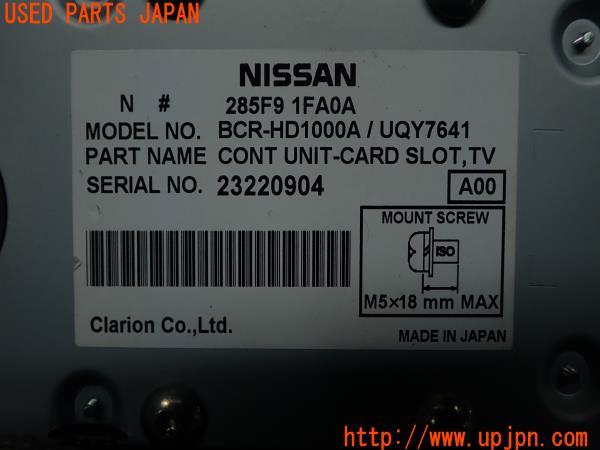 USED PARTS JAPAN
NISSAN
N # 285F9 1FA0A
MODEL NO. BCR-HD1000A / UQY7641
PART NAME CONT UNIT-CARD SLOT,TV
SERIAL NO. 23220904
A00
MOUNT SCREW
ISO
M5×18 mm MAX
Clarion Co.,Ltd.
MADE IN JAPAN
UPJ
http://www.upjpn.com